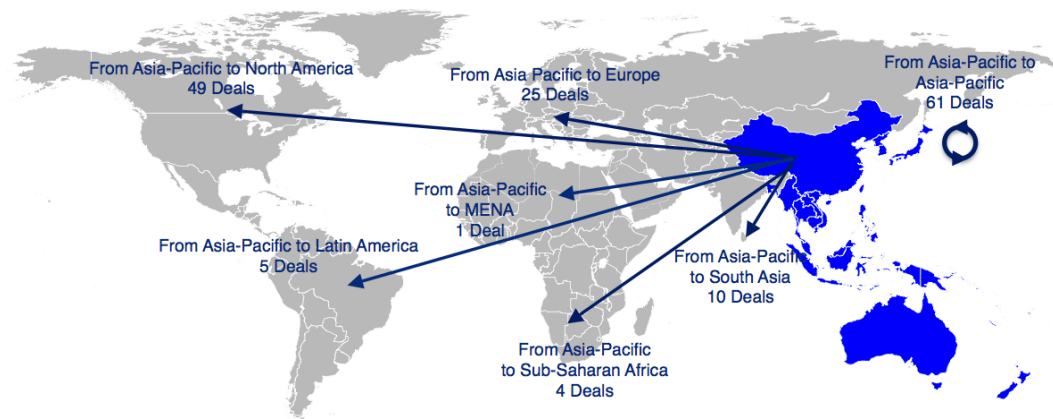 From Asia-Pacific to North America
49 Deals
From Asia Pacific to Europe
25 Deals
From Asia-Pacific to
Asia-Pacific
61 Deals
From Asia-Pacific
to MENA
1 Deal
From Asia-Pacific to Latin America
5 Deals
From Asia-Pacific
to South Asia
10 Deals
From Asia-Pacific
to Sub-Saharan Africa
4 Deals